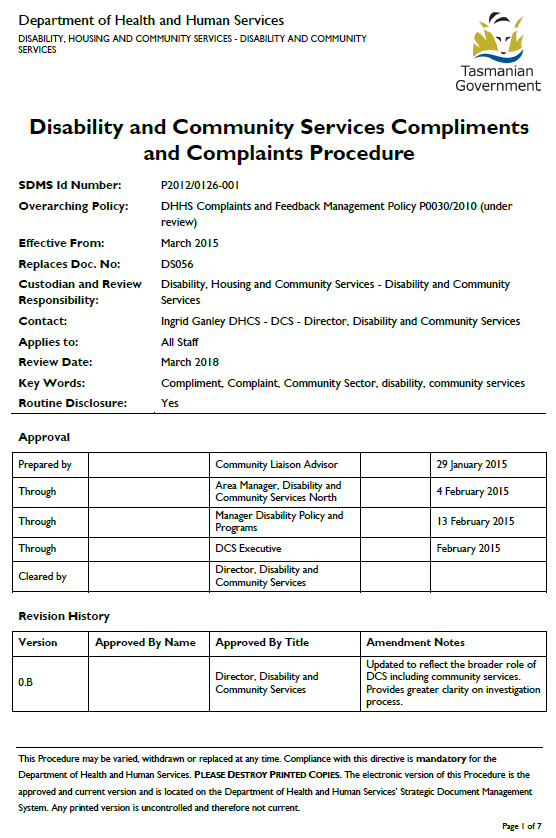 Department of Health and Human Services
DISABILITY, HOUSING AND COMMUNITY SERVICES - DISABILITY AND COMMUNITY
SERVICES
Tasmanian
Government
Disability and Community Services Compliments
and Complaints Procedure
SDMS Id Number: P2012/0126-001
Overarching Policy: DHHS Complaints and Feedback Management Policy P0030/2010 (under
review)
Effective From: March 2015
Replaces Doc. No: DS056
Custodian and Review Disability, Housing and Community Services - Disability and Community
Responsibility: Services
Contact: Ingrid Ganley DHCS - DCS - Director, Disability and Community Services
Applies to: All Staff
Review Date: March 2018
Key Words: Compliment, Complaint, Community Sector, disability, community services
Routine Disclosure: Yes
Approval
Prepared by Community Liaison Advisor 29 January 2015
Through Area Manager, Disability and
Community Services North 4 February 2015
Through Manager Disability Policy and
Programs 13 February 2015
Through DCS Executive February 2015
Cleared by Director, Disability and
Community Services
Revision History
Version Approved By Name Approved By Title Amendment Notes
0.B Director, Disability and
Community Services
Updated to reflect the broader role of
DCS including community services.
Provides greater clarity on investigation
process.
This Procedure may be varied, withdrawn or replaced at any time. Compliance with this directive is mandatory for the
Department of Health and Human Services. PLEASE DESTROY PRINTED COPIES. The electronic version of this Procedure is the
approved and current version and is located on the Department of Health and Human Services' Strategic Document Management
System. Any printed version is uncontrolled and therefore not current.
Page 1 of 7